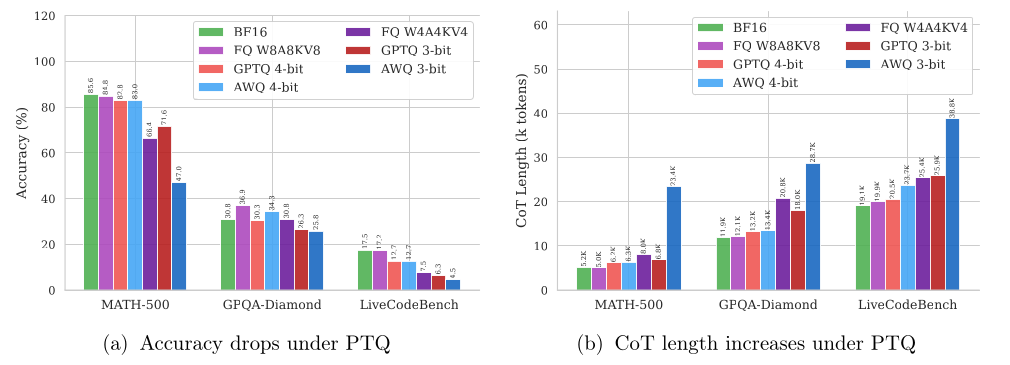 120
100
80
60
40
20
0
Accuracy (%)
BF16
FQ W8A8KV8
GPTQ 4-bit
AWQ 4-bit
FQ W4A4KV4
GPTQ 3-bit
AWQ 3-bit
85.6
84.8
82.8
83.0
66.4
71.6
47.0
30.8
36.9
30.3
34.3
30.8
26.3
25.8
17.5
17.2
12.7
12.7
7.5
6.3
4.5
MATH-500
GPQA-Diamond
LiveCodeBench
(a) Accuracy drops under PTQ
60
50
40
30
20
10
0
CoT Length (k tokens)
BF16
FQ W8A8KV8
GPTQ 4-bit
AWQ 4-bit
FQ W4A4KV4
GPTQ 3-bit
AWQ 3-bit
5.2K
5.0K
6.2K
6.3K
8.0K
6.8K
23.4K
11.9K
12.1K
13.2K
13.4K
20.8K
18.0K
28.7K
19.1K
19.9K
20.5K
23.7K
25.4K
25.9K
38.8K
MATH-500
GPQA-Diamond
LiveCodeBench
(b) CoT length increases under PTQ